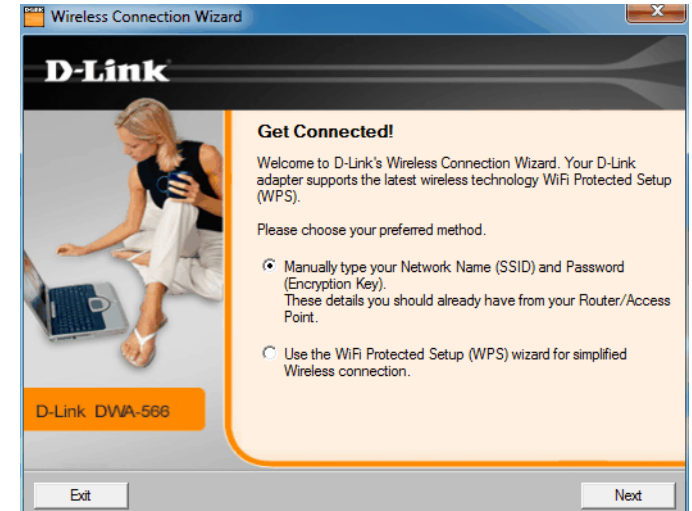 Wireless Connection Wizard
D-Link
Get Connected!
Welcome to D-Link's Wireless Connection Wizard. Your D-Link
adapter supports the latest wireless technology WiFi Protected Setup
(WPS).
Please choose your preferred method.
Manually type your Network Name (SSID) and Password
(Encryption Key).
These details you should already have from your Router/Access
Point.
Use the WiFi Protected Setup (WPS) wizard for simplified
Wireless connection.
D-Link DWA-566
Exit
Next